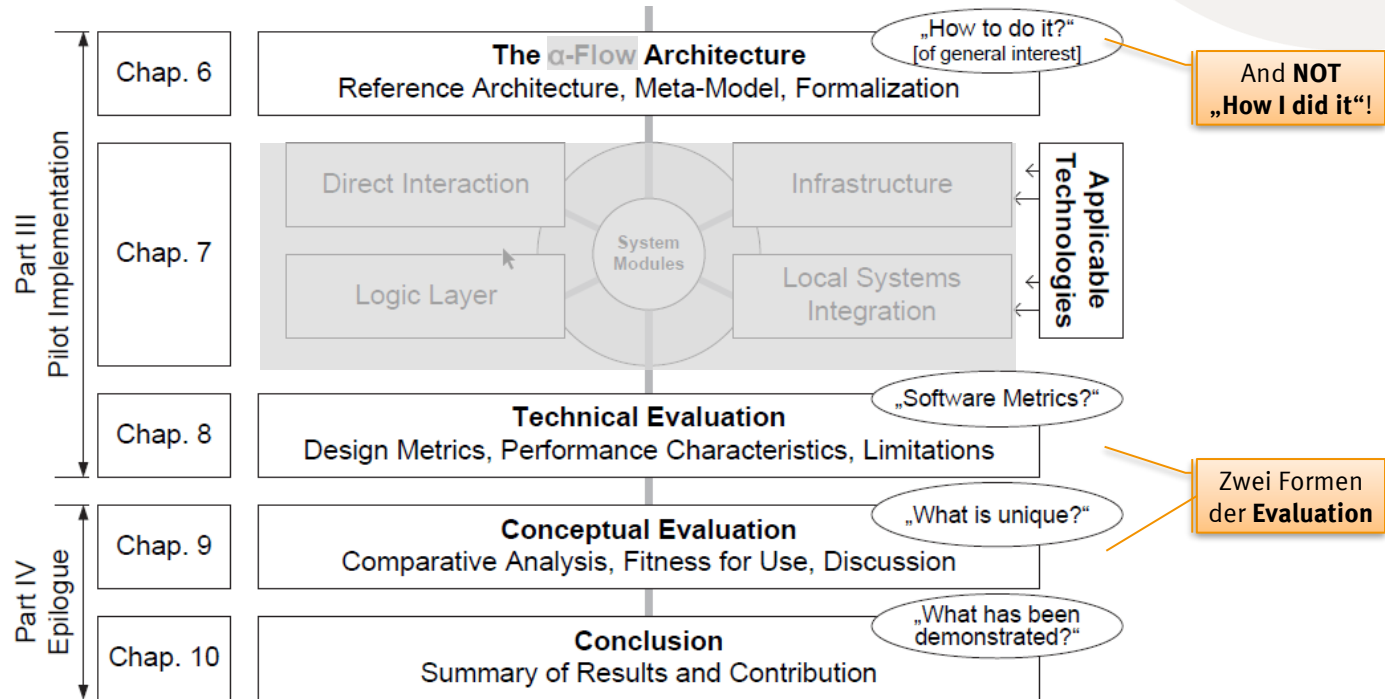 Part III
Pilot Implementation
Chap. 6
The α-Flow Architecture
Reference Architecture, Meta-Model, Formalization
„How to do it?“
[of general interest]
And NOT
„How I did it“!
Chap. 7
Direct Interaction
Infrastructure
System
Modules
Logic Layer
Local Systems
Integration
Applicable
Technologies
Chap. 8
Technical Evaluation
Design Metrics, Performance Characteristics, Limitations
„Software Metrics?“
Zwei Formen
der Evaluation
Part IV
Epilogue
Chap. 9
Conceptual Evaluation
Comparative Analysis, Fitness for Use, Discussion
„What is unique?“
Chap. 10
Conclusion
Summary of Results and Contribution
„What has been
demonstrated?“